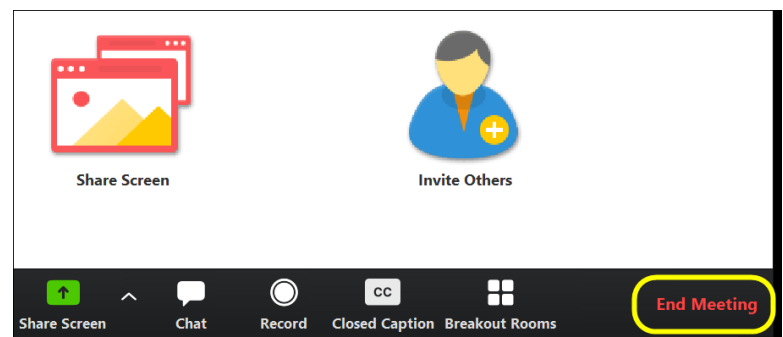 Share Screen
Invite Others
CC
End Meeting
Share Screen
Chat
Record
Closed Caption
Breakout Rooms